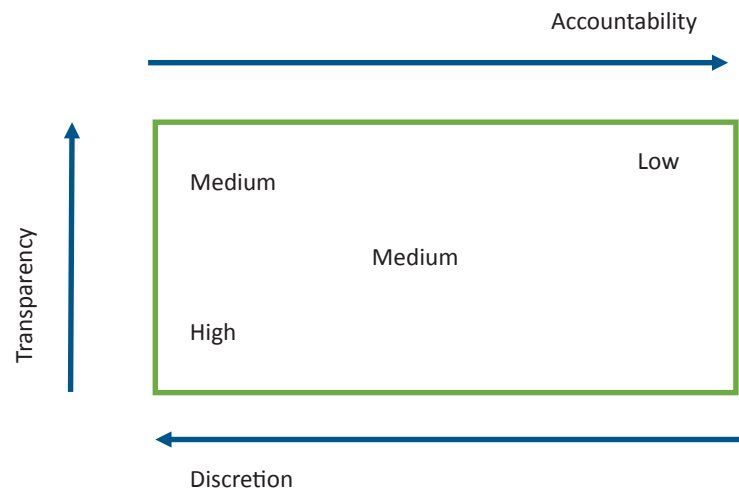 Accountability
Low
Medium
Medium
High
Transparency
Discretion